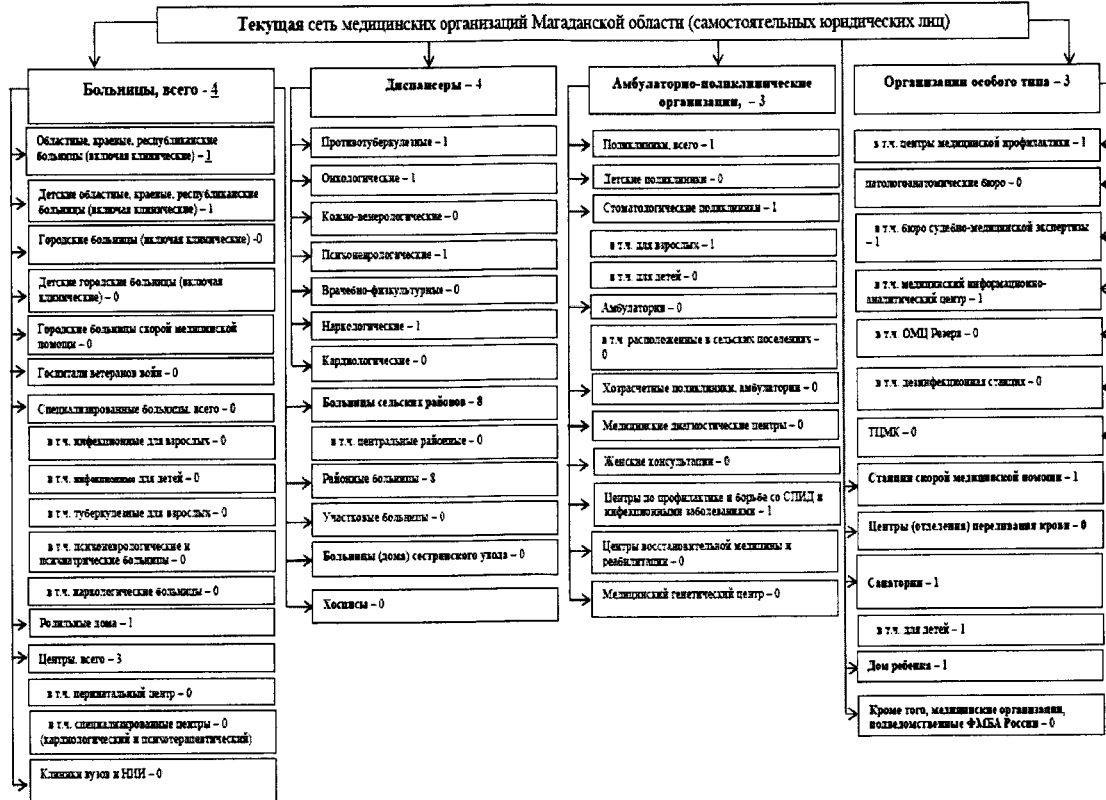 Текущая сеть медицинских организаций Магаданской области (самостоятельных юридических лиц)
Больницы, всего - 4
Областные, краевые, республиканские
больницы (включая клинические) – 1
Детские областные, краевые, республиканские
больницы (включая клинические) – 1
Городские больницы (включая клинические) -0
Детские городские больницы (включая
клинические) – 0
Городские больницы скорой медицинской
помощи – 0
Госпитали ветеранов войн – 0
Специализированные больницы, всего – 0
в т.ч. инфекционные для взрослых – 0
в т.ч. инфекционные для детей – 0
в т.ч. туберкулезные для взрослых – 0
в т.ч. психоневрологические и
психиатрические больницы – 0
в т.ч. наркологические больницы – 0
Родильные дома – 1
Центры, всего – 3
в т.ч. перинатальный центр – 0
в т.ч. специализированные центры – 0
(кардиологический и психотерапевтический)
Клиники вузов и НИИ – 0
Диспансеры – 4
Противотуберкулезные – 1
Онкологические – 1
Кожно-венерологические – 0
Психоневрологические – 1
Врачебно-физкультурные – 0
Наркологические – 1
Кардиологические – 0
Больницы сельских районов – 8
в т.ч. центральные районные – 0
Районные больницы – 8
Участковые больницы – 0
Больницы (дома) сестринского ухода – 0
Хосписы – 0
Амбулаторно-поликлинические
организации, – 3
Поликлиники, всего – 1
Детские поликлиники – 0
Стоматологические поликлиники – 1
в т.ч. для взрослых – 1
в т.ч. для детей – 0
Амбулатории – 0
в т.ч. расположенные в сельских поселениях –
0
Хозрасчетные поликлиники, амбулатории – 0
Медицинские диагностические центры – 0
Женские консультации – 0
Центры по профилактике и борьбе со СПИД и
инфекционными заболеваниями – 1
Центры восстановительной медицины и
реабилитации – 0
Медицинский генетический центр – 0
Организации особого типа – 3
в т.ч. центры медицинской профилактики – 1
патологоанатомические бюро – 0
в т.ч. бюро судебно-медицинской экспертизы
– 1
в т.ч. медицинский информационно-
аналитический центр – 1
в т.ч. ОМЦ Резерв – 0
в т.ч. дезинфекционная станция – 0
ТЦМК – 0
Станции скорой медицинской помощи – 1
Центры (отделения) переливания крови – 0
Санатории – 1
в т.ч. для детей – 1
Дом ребенка – 1
Кроме того, медицинские организации,
подведомственные ФМБА России – 0